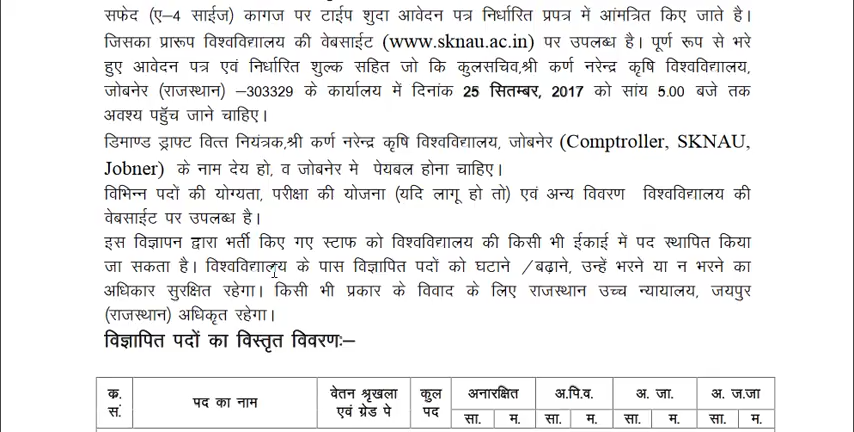 सफेद (ए–4 साईज) कागज पर टाईप शुदा आवेदन पत्र निर्धारित प्रपत्र में आंमत्रित किए जाते है।
जिसका प्रारूप विश्वविद्यालय की वेबसाईट (www.sknau.ac.in) पर उपलब्ध है। पूर्ण रूप से भरे
हुए आवेदन पत्र एवं निर्धारित शुल्क सहित जो कि कुलसचिव,श्री कर्ण नरेन्द्र कृषि विश्वविद्यालय,
जोबनेर (राजस्थान) –303329 के कार्यालय में दिनांक 25 सितम्बर, 2017 को सांय 5.00 बजे तक
अवश्य पहुँच जाने चाहिए।
डिमाण्ड ड्राफ्ट वित्त नियंत्रक,श्री कर्ण नरेन्द्र कृषि विश्वविद्यालय, जोबनेर (Comptroller, SKNAU,
Jobner) के नाम देय हो, व जोबनेर मे पेयबल होना चाहिए।
विभिन्न पदों की योग्यता, परीक्षा की योजना (यदि लागू हो तो) एवं अन्य विवरण विश्वविद्यालय की
वेबसाईट पर उपलब्ध है।
इस विज्ञापन द्वारा भर्ती किए गए स्टाफ को विश्वविद्यालय की किसी भी ईकाई में पद स्थापित किया
जा सकता है। विश्वविद्यालय के पास विज्ञापित पदों को घटाने /बढ़ाने, उन्हें भरने या न भरने का
अधिकार सुरक्षित रहेगा। किसी भी प्रकार के विवाद के लिए राजस्थान उच्च न्यायालय, जयपुर
(राजस्थान) अधिकृत रहेगा।
विज्ञापित पदों का विस्तृत विवरणः–
क्र. सं. पद का नाम वेतन श्रृखला एवं ग्रेड पे कुल पद अनारक्षित अ.पि.व. अ. जा. अ. ज.जा
सा. म. सा. म. सा. म. सा. म.